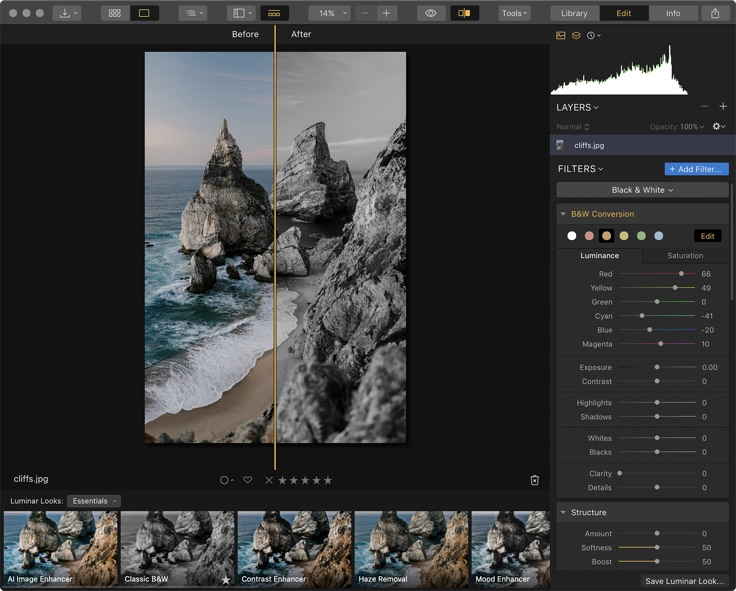 14%
Tools
Library
Edit
Info
Before
After
LAYERS
Normal
Opacity: 100%
cliffs.jpg
FILTERS
+ Add Filter...
Black & White
B&W Conversion
Edit
Luminance
Saturation
Red 66
Yellow 49
Green 0
Cyan -41
Blue -20
Magenta 10
Exposure 0.00
Contrast 0
Highlights 0
Shadows 0
Whites 0
Blacks 0
Clarity 0
Details 0
Structure
Amount 0
Softness 50
Boost 50
Save Luminar Look...
cliffs.jpg
Luminar Looks: Essentials
AI Image Enhancer
Classic B&W
Contrast Enhancer
Haze Removal
Mood Enhancer